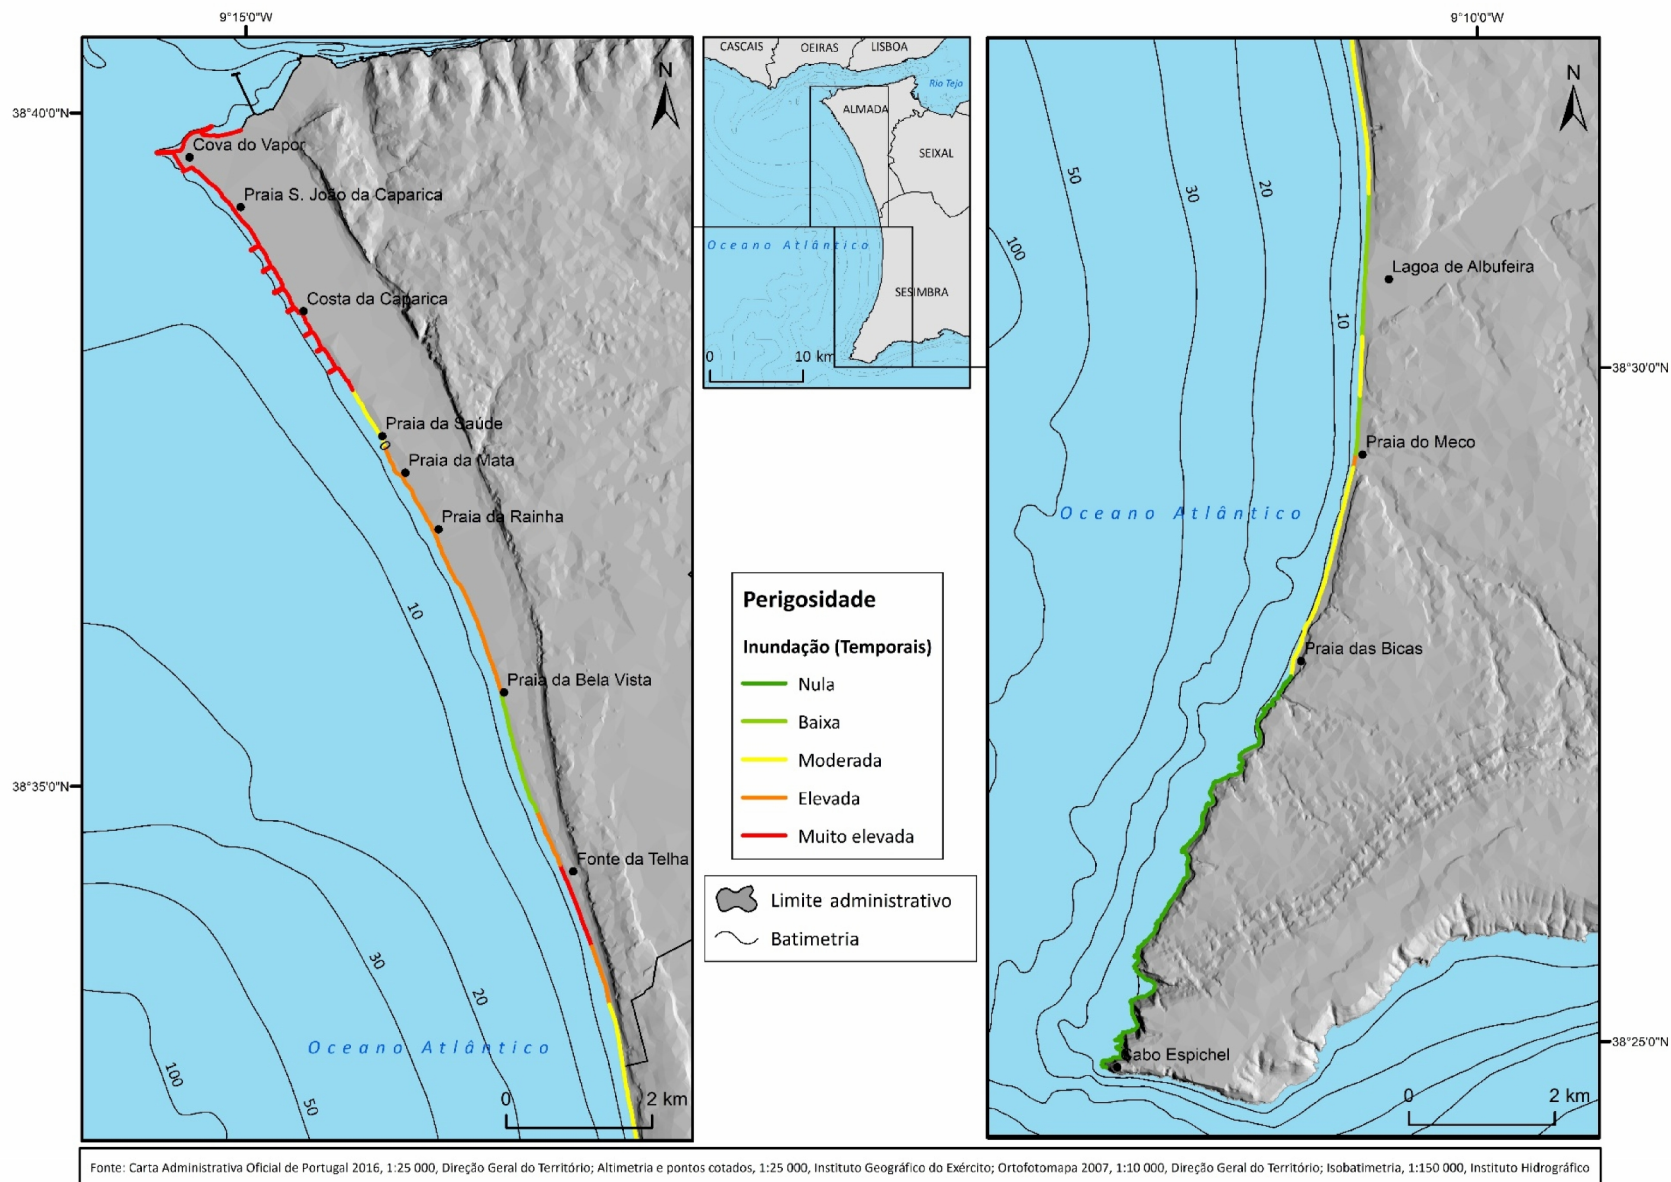 9°15'0"W
9°10'0"W
38°40'0"N
38°35'0"N
N
Cova do Vapor
Praia S. João da Caparica
Costa da Caparica
Praia da Saúde
0
Praia da Mata
Praia da Rainha
10
Praia da Bela Vista
Fonte da Telha
30
20
Oceano Atlântico
100
50
0 2 km
CASCAIS
OEIRAS
LISBOA
Rio Tejo
ALMADA
SEIXAL
Oceano Atlântico
SESIMBRA
0 10 km
Perigosidade
Inundação (Temporais)
Nula
Baixa
Moderada
Elevada
Muito elevada
Limite administrativo
Batimetria
N
50
30
20
100
10
Lagoa de Albufeira
38°30'0"N
Praia do Meco
Oceano Atlântico
Praia das Bicas
38°25'0"N
Cabo Espichel
0 2 km
Fonte: Carta Administrativa Oficial de Portugal 2016, 1:25 000, Direção Geral do Território; Altimetria e pontos cotados, 1:25 000, Instituto Geográfico do Exército; Ortofotomapa 2007, 1:10 000, Direção Geral do Território; Isobatimetria, 1:150 000, Instituto Hidrográfico